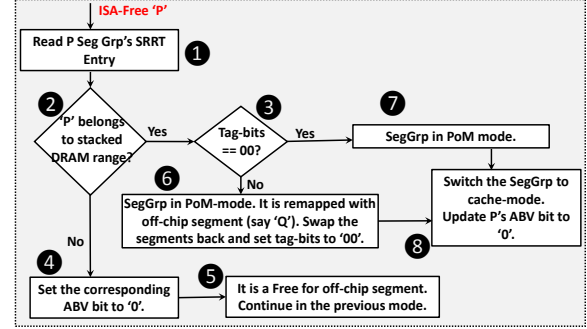 ISA-Free 'P'
Read P Seg Grp's SRRT
Entry
1
2
'P' belongs
to stacked
DRAM range?
Yes
3
Tag-bits
== 00?
Yes
7
SegGrp in PoM mode.
No
6
SegGrp in PoM-mode. It is remapped with
off-chip segment (say 'Q'). Swap the
segments back and set tag-bits to '00'.
Switch the SegGrp to
cache-mode.
Update P's ABV bit to
'0'.
8
No
4
Set the corresponding
ABV bit to '0'.
5
It is a Free for off-chip segment.
Continue in the previous mode.